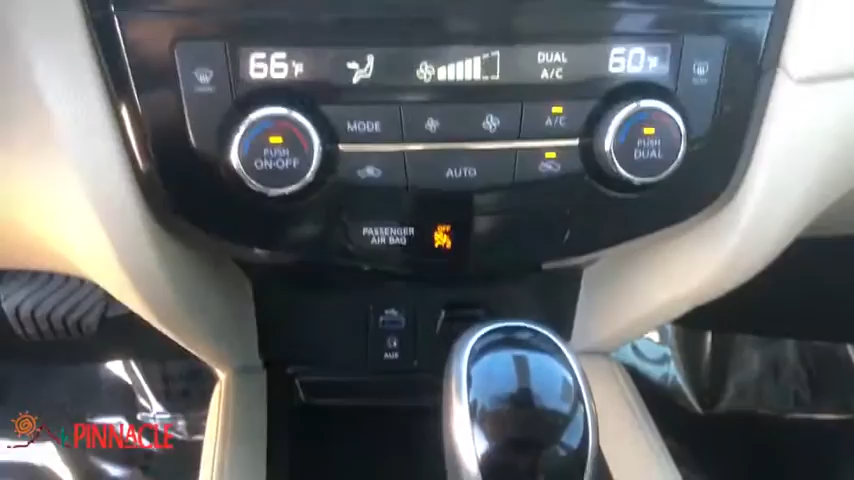 66°F
DUAL
A/C
60°F
MODE
A/C
PUSH
ON·OFF
AUTO
PUSH
DUAL
PASSENGER
AIR BAG
OFF
AUX
PINNACLE